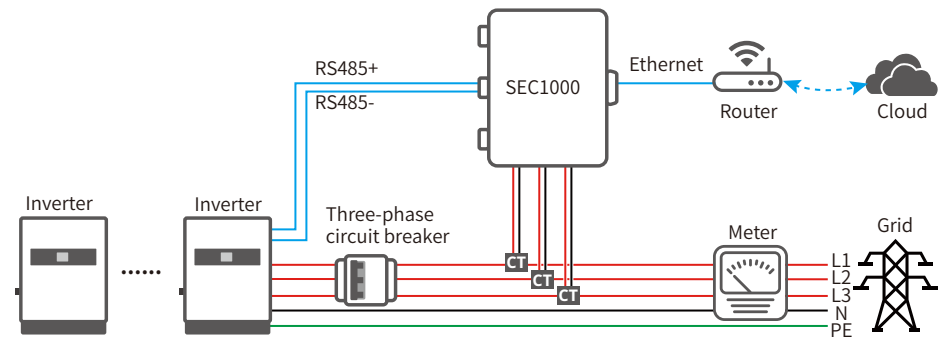 RS485+
RS485-
SEC1000
Ethernet
Router
Cloud
Inverter
Inverter
Three-phase
circuit breaker
Meter
Grid
CT
CT
CT
L1
L2
L3
N
PE